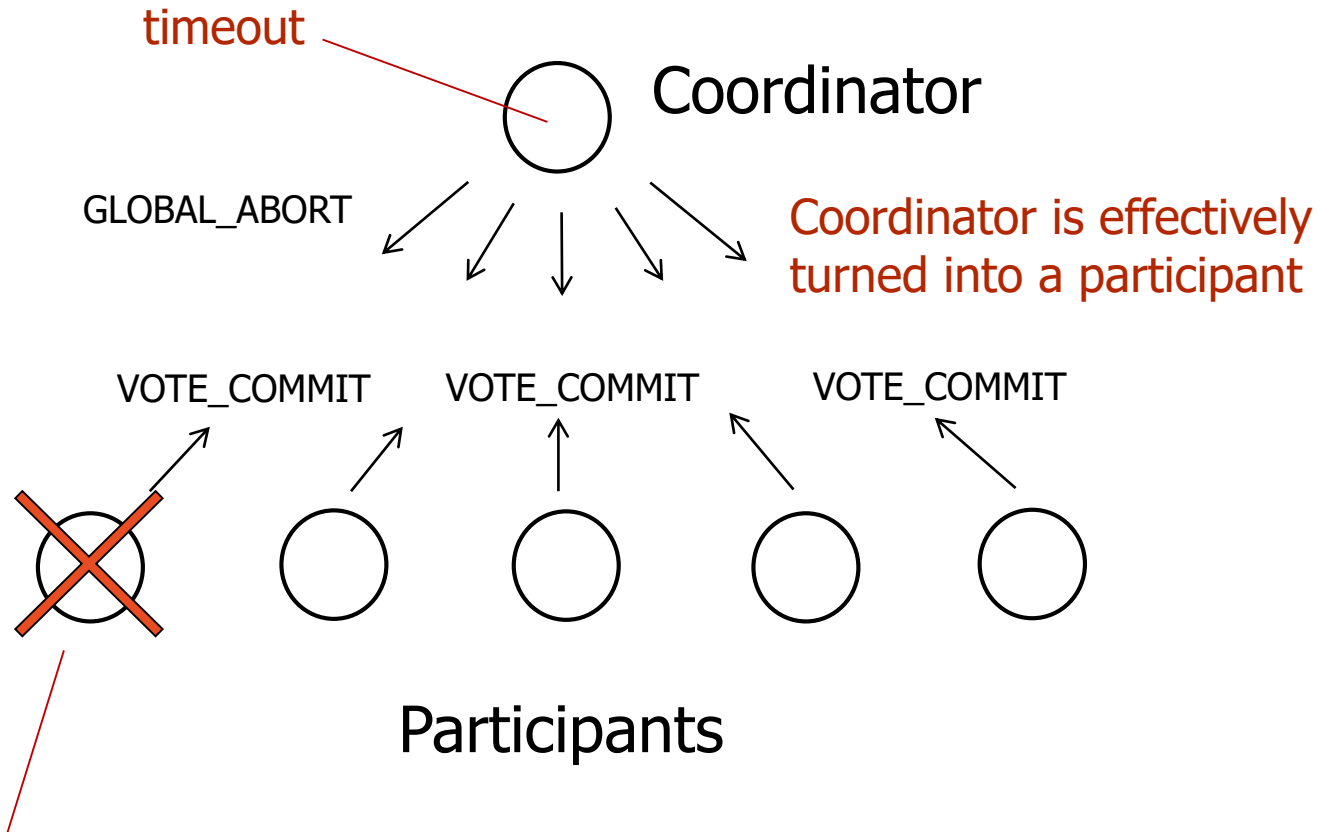 timeout
Coordinator
GLOBAL_ABORT
Coordinator is effectively
turned into a participant
VOTE_COMMIT
VOTE_COMMIT
VOTE_COMMIT
Participants